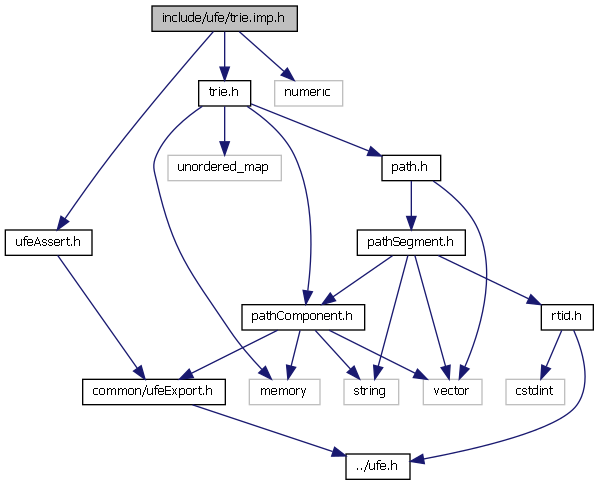 include/ufe/trie.imp.h
trie.h
numeric
unordered_map
path.h
ufeAssert.h
pathSegment.h
pathComponent.h
rtid.h
common/ufeExport.h
memory
string
vector
cstdint
../ufe.h